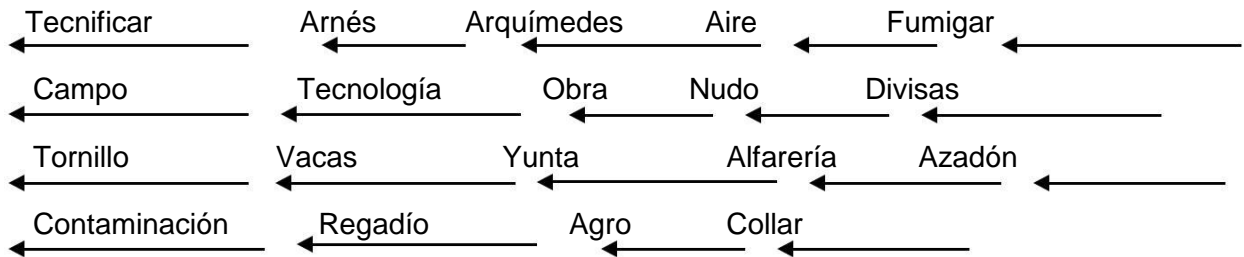 Tecnificar Arnés Arquímedes Aire Fumigar
Campo Tecnología Obra Nudo Divisas
Tornillo Vacas Yunta Alfarería Azadón
Contaminación Regadío Agro Collar